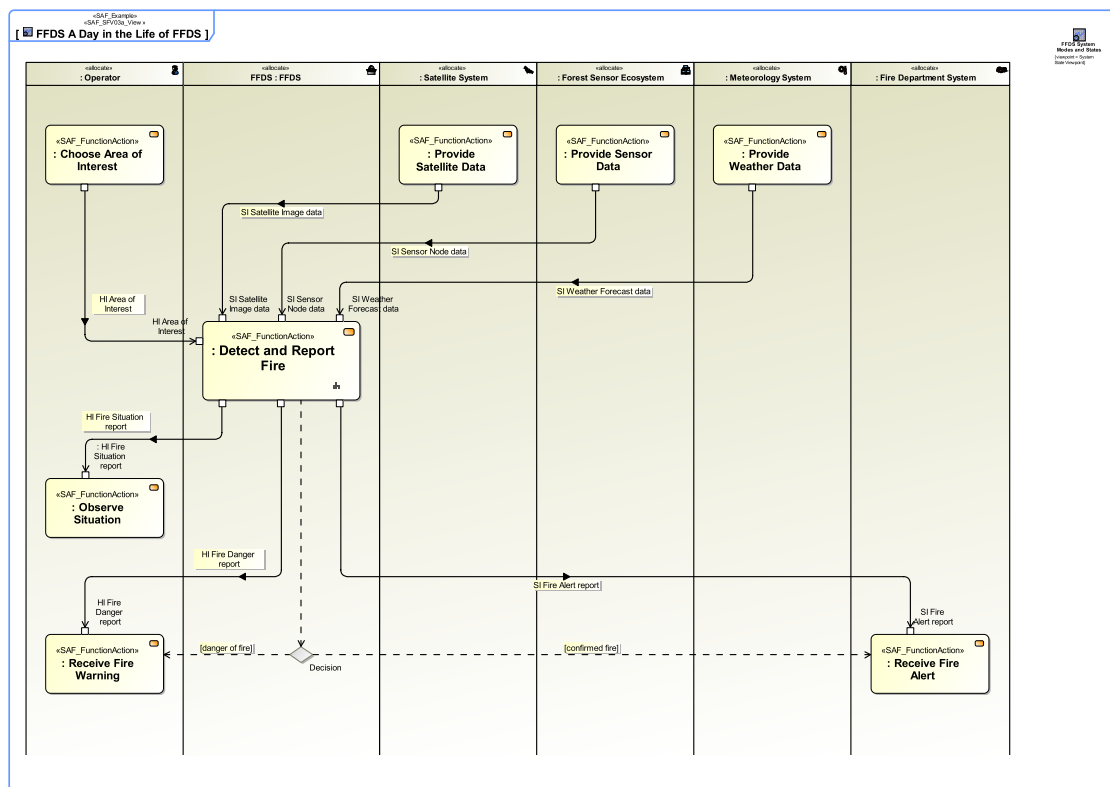 «SAF_Example»
«SAF_SFV03a_View »
[ FFDS A Day in the Life of FFDS ]
FFDS System
Modes and States
[viewpoint = System
State Viewpoint]
«allocate»
: Operator
«allocate»
FFDS : FFDS
«allocate»
: Satellite System
«allocate»
: Forest Sensor Ecosystem
«allocate»
: Meteorology System
«allocate»
: Fire Department System
«SAF_FunctionAction»
: Choose Area of
Interest
«SAF_FunctionAction»
: Provide
Satellite Data
«SAF_FunctionAction»
: Provide Sensor
Data
«SAF_FunctionAction»
: Provide
Weather Data
SI Satellite Image data
SI Sensor Node data
SI Weather Forecast data
HI Area of
Interest
HI Area of
Interest
SI Satellite
Image data
SI Sensor
Node data
SI Weather
Forecast data
«SAF_FunctionAction»
: Detect and Report
Fire
HI Fire Situation
report
: HI Fire
Situation
report
«SAF_FunctionAction»
: Observe
Situation
HI Fire Danger
report
SI Fire Alert report
HI Fire
Danger
report
SI Fire
Alert report
«SAF_FunctionAction»
: Receive Fire
Warning
[danger of fire]
Decision
[confirmed fire]
«SAF_FunctionAction»
: Receive Fire
Alert